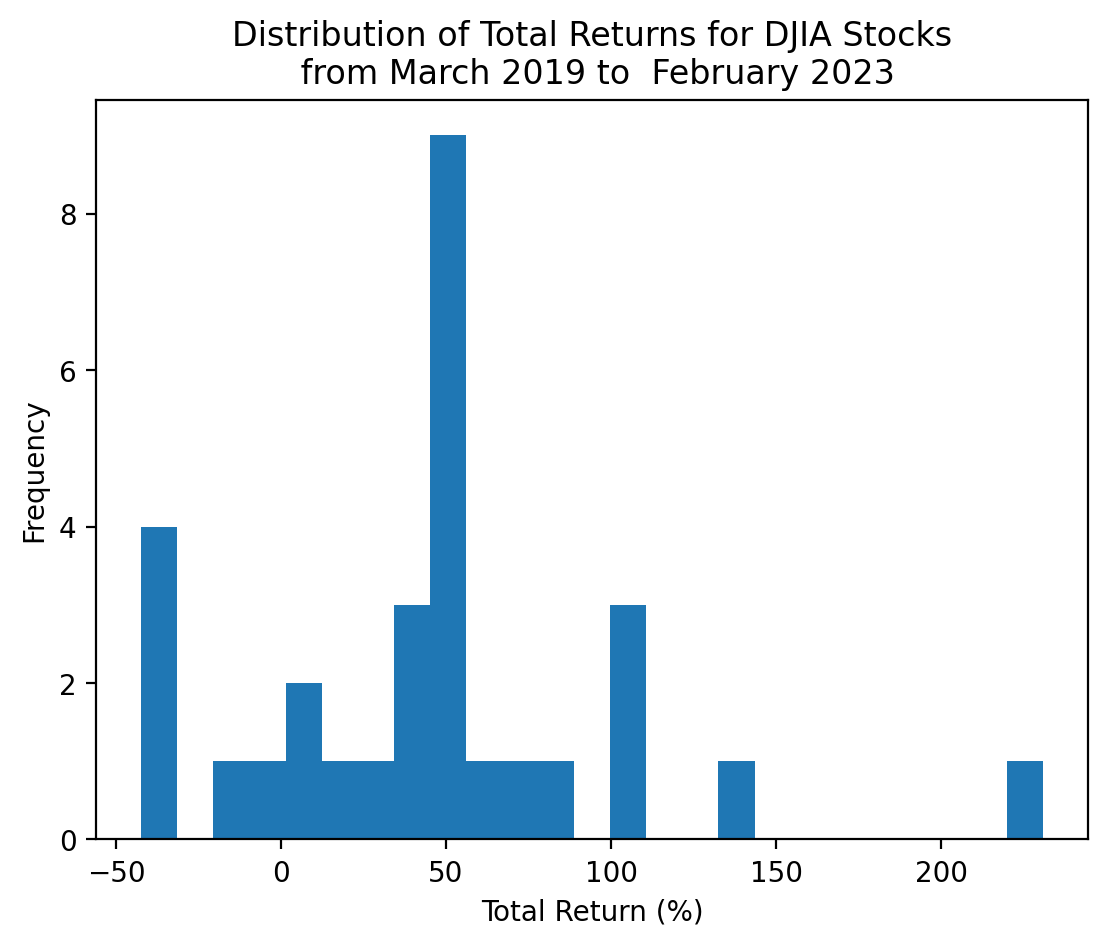 Distribution of Total Returns for DJIA Stocks
from March 2019 to  February 2023
8
6
4
2
0
Frequency
−50
0
50
100
150
200
Total Return (%)